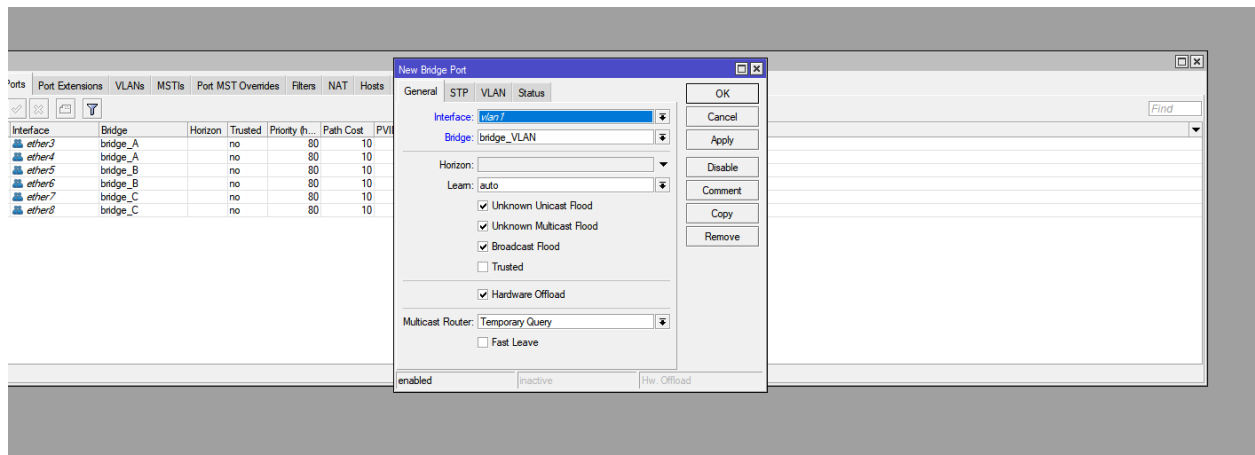 New Bridge Port
Ports Port Extensions VLANs MSTIs Port MST Overrides Filters NAT Hosts
Find
Interface Bridge Horizon Trusted Priority (h... Path Cost PVI
ether3 bridge_A no 80 10
ether4 bridge_A no 80 10
ether5 bridge_B no 80 10
ether6 bridge_B no 80 10
ether7 bridge_C no 80 10
ether8 bridge_C no 80 10
General STP VLAN Status
Interface: vlan1
Bridge: bridge_VLAN
Horizon:
Learn: auto
Unknown Unicast Flood
Unknown Multicast Flood
Broadcast Flood
Trusted
Hardware Offload
Multicast Router: Temporary Query
Fast Leave
OK
Cancel
Apply
Disable
Comment
Copy
Remove
enabled inactive Hw. Offload